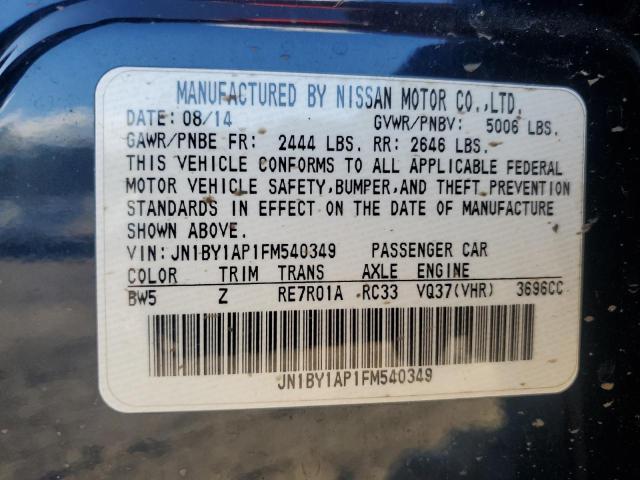 MANUFACTURED BY NISSAN MOTOR CO.,LTD.
DATE: 08/14 GVWR/PNBV: 5006 LBS.
GAWR/PNBE FR: 2444 LBS. RR: 2646 LBS.
THIS VEHICLE CONFORMS TO ALL APPLICABLE FEDERAL
MOTOR VEHICLE SAFETY,BUMPER,AND THEFT PREVENTION
STANDARDS IN EFFECT ON THE DATE OF MANUFACTURE
SHOWN ABOVE.
VIN:JN1BY1AP1FM540349 PASSENGER CAR
COLOR TRIM TRANS AXLE ENGINE
BW5 Z RE7R01A RC33 VQ37(VHR) 3696CC
JN1BY1AP1FM540349